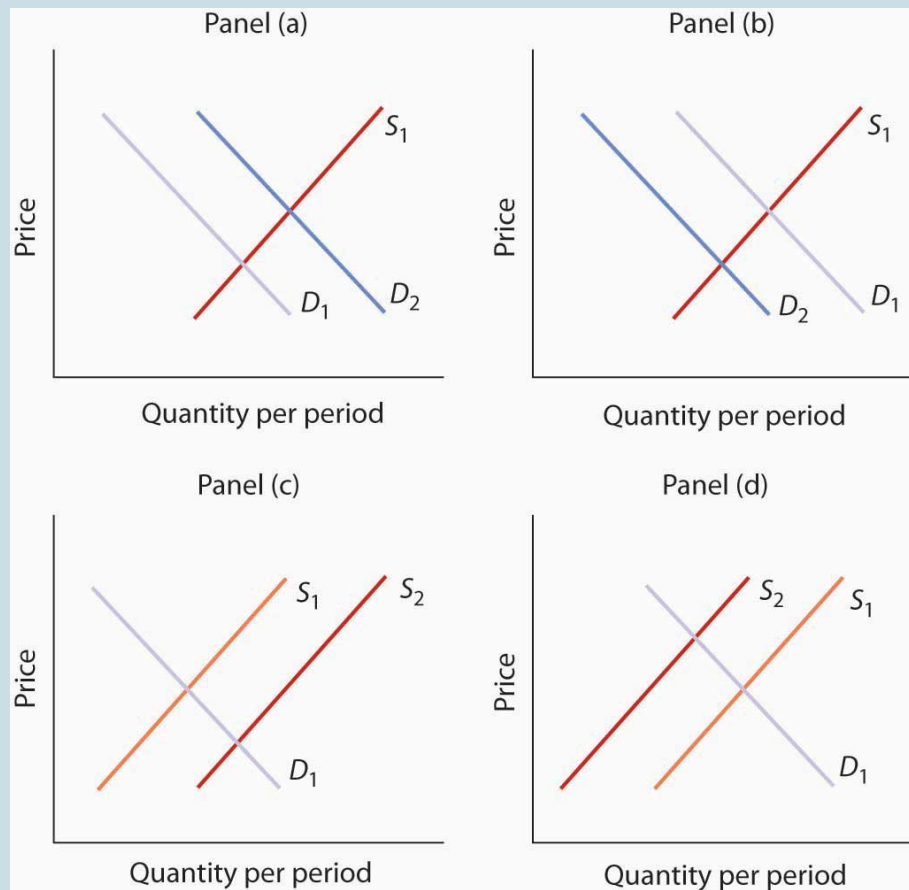 Panel (a)
Price
S₁
D₁
D₂
Quantity per period
Panel (b)
Price
S₁
D₂
D₁
Quantity per period
Panel (c)
Price
S₁
S₂
D₁
Quantity per period
Panel (d)
Price
S₂
S₁
D₁
Quantity per period